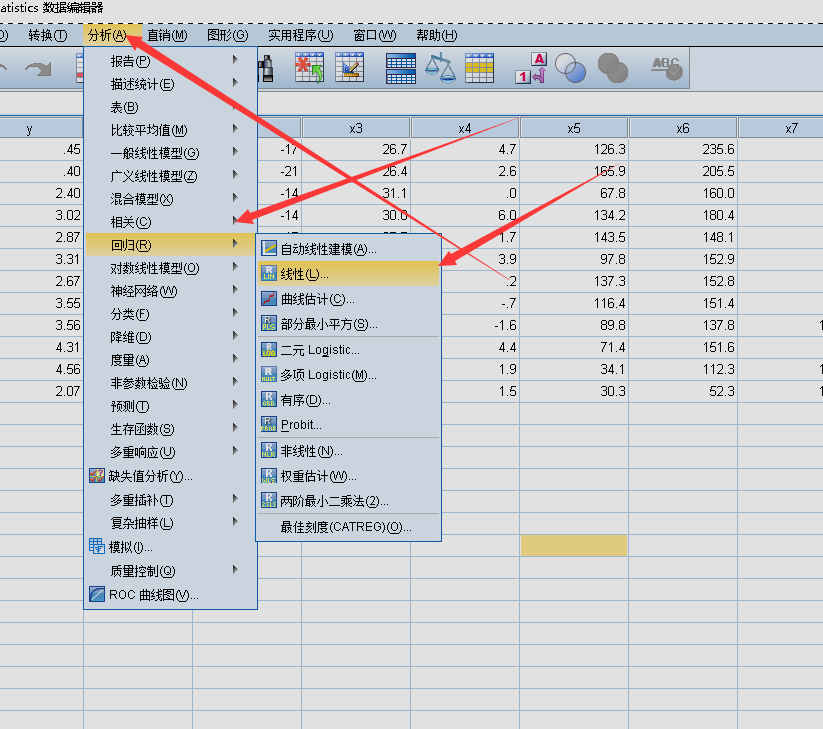 atistics 数据编辑器
转换(T) 分析(A) 直销(M) 图形(G) 实用程序(U) 窗口(W) 帮助(H)
报告(P)
描述统计(E)
表(B)
比较平均值(M)
一般线性模型(G)
广义线性模型(Z)
混合模型(X)
相关(C)
回归(R)
对数线性模型(O)
神经网络(W)
分类(F)
降维(D)
度量(A)
非参数检验(N)
预测(T)
生存函数(S)
多重响应(U)
缺失值分析(Y)...
多重插补(T)
复杂抽样(L)
模拟(I)...
质量控制(Q)
ROC 曲线图(V)...
自动线性建模(A)...
线性(L)...
曲线估计(C)...
部分最小平方(S)...
二元 Logistic...
多项 Logistic(M)...
有序(D)...
Probit...
非线性(N)...
权重估计(W)...
两阶最小二乘法(2)...
最佳刻度(CATREG)(O)...
A
1 A
ABC
y x3 x4 x5 x6 x7
.45 -17 26.7 4.7 126.3 235.6
.40 -21 26.4 2.6 165.9 205.5
2.40 -14 31.1 .0 67.8 160.0
3.02 -14 30.0 6.0 134.2 180.4
2.87 1.7 143.5 148.1
3.31 3.9 97.8 152.9
2.67 .2 137.3 152.8
3.55 -.7 116.4 151.4
3.56 -1.6 89.8 137.8
4.31 4.4 71.4 151.6
4.56 1.9 34.1 112.3
2.07 1.5 30.3 52.3